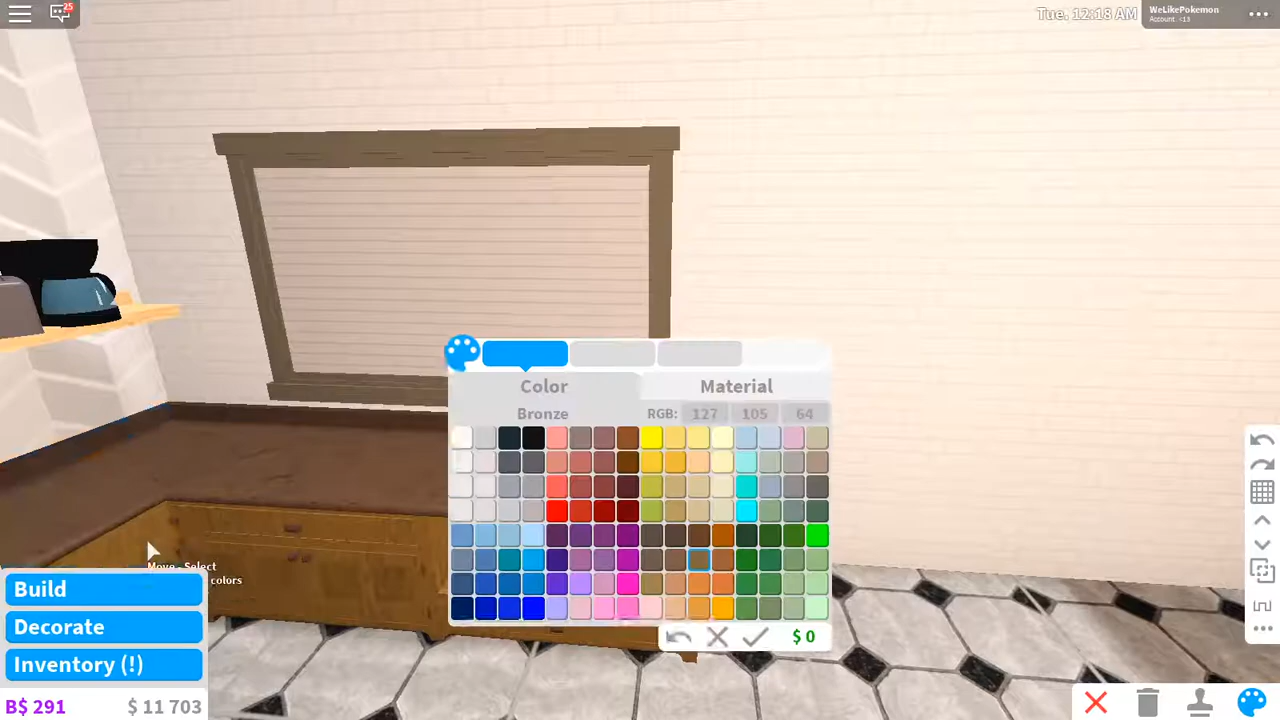 25
Tue, 12:18 AM
WeLikePokemon
Account: <13
Color
Material
Bronze
RGB: 127 105 64
Move - Select
colors
Build
Decorate
Inventory (!)
$ 0
B$ 291
$ 11 703